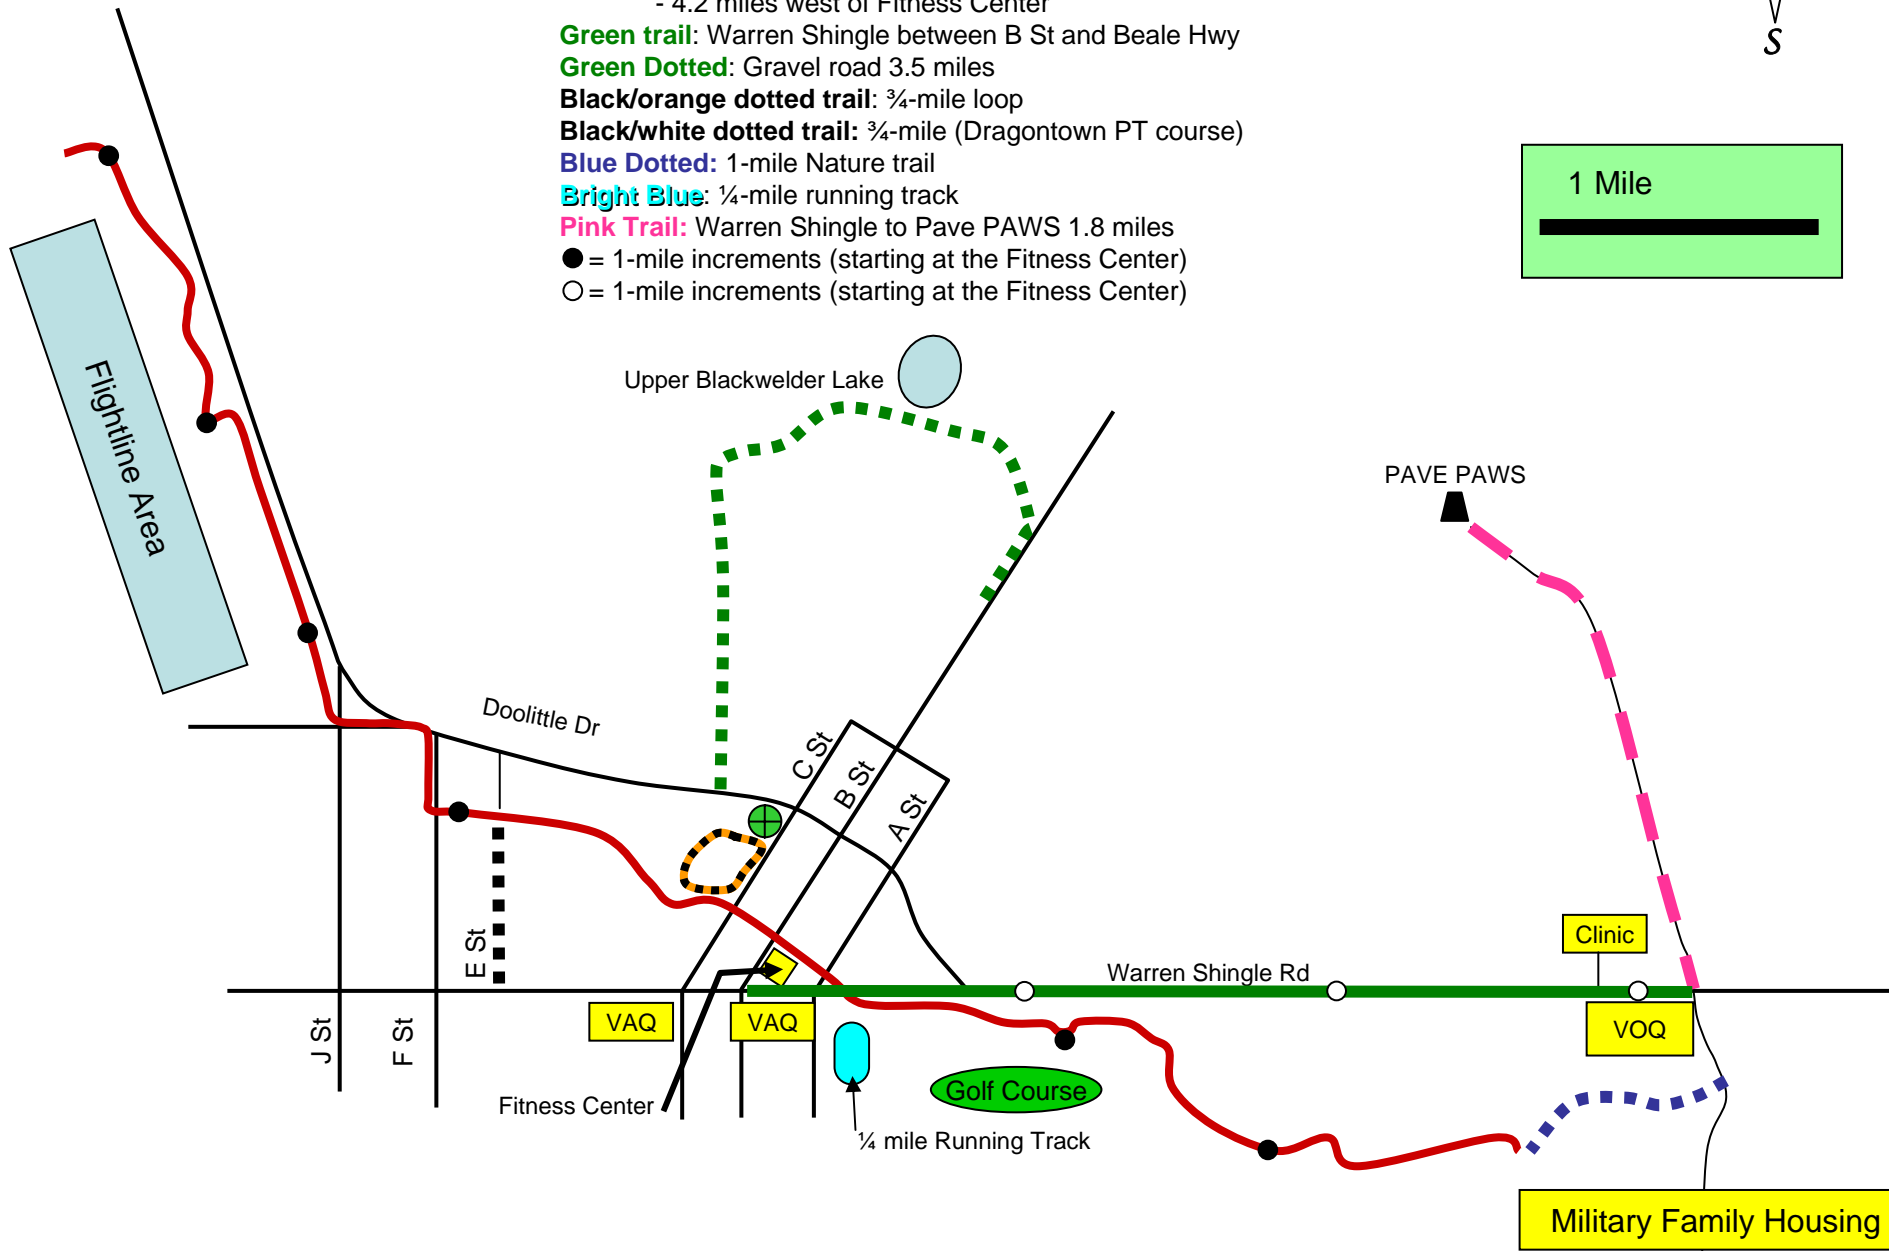 - 4.2 miles west of Fitness Center
S
Green trail: Warren Shingle between B St and Beale Hwy
Green Dotted: Gravel road 3.5 miles
Black/orange dotted trail: ¾-mile loop
Black/white dotted trail: ¾-mile (Dragontown PT course)
Blue Dotted: 1-mile Nature trail
Bright Blue: ¼-mile running track
Pink Trail: Warren Shingle to Pave PAWS 1.8 miles
= 1-mile increments (starting at the Fitness Center)
= 1-mile increments (starting at the Fitness Center)
1 Mile
Flightline Area
Upper Blackwelder Lake
PAVE PAWS
Doolittle Dr
C St
B St
A St
E St
J St
F St
Warren Shingle Rd
Clinic
VAQ
VAQ
VOQ
Fitness Center
Golf Course
¼ mile Running Track
Military Family Housing